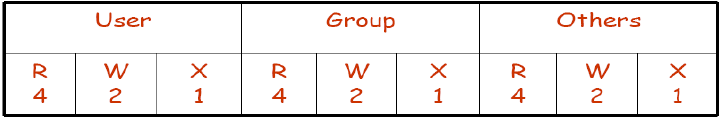 User Group Others
R W X R W X R W X
4 2 1 4 2 1 4 2 1